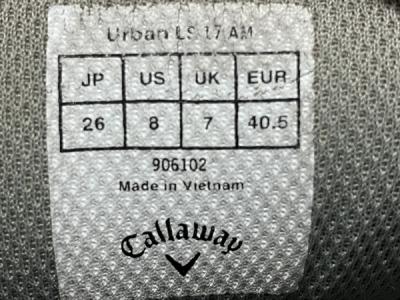 Urban LS 17 AM
JP US UK EUR
26 8 7 40.5
906102
Made in Vietnam
Callaway